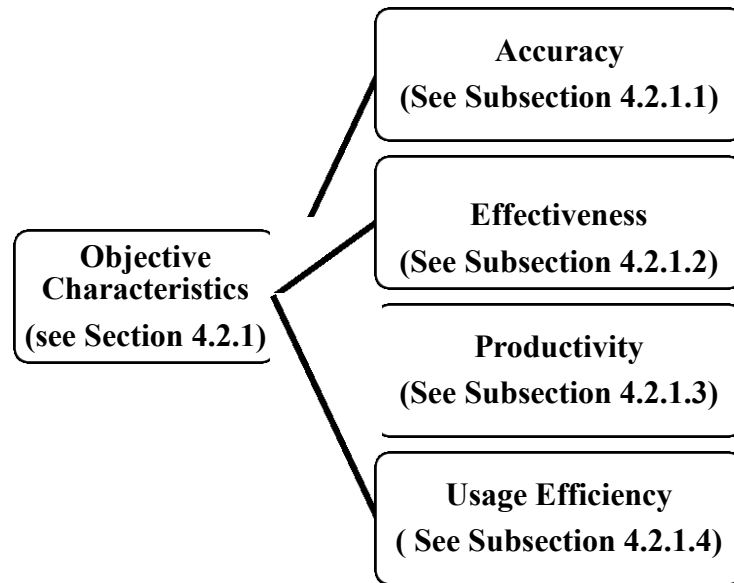 Accuracy
(See Subsection 4.2.1.1)
Effectiveness
(See Subsection 4.2.1.2)
Objective
Characteristics
(see Section 4.2.1)
Productivity
(See Subsection 4.2.1.3)
Usage Efficiency
( See Subsection 4.2.1.4)